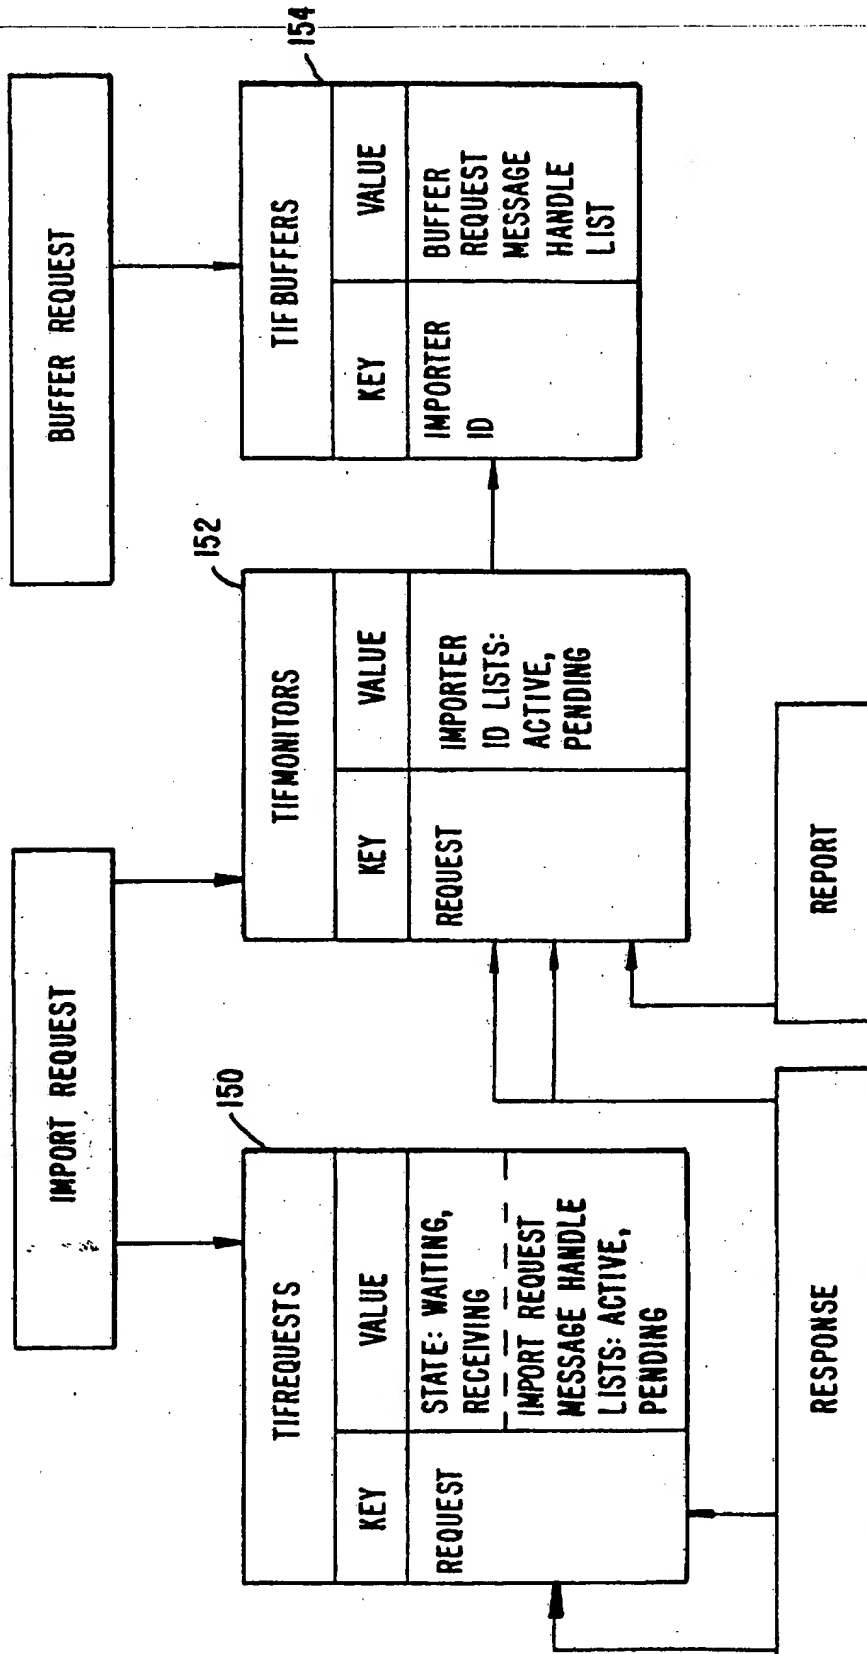 IMPORT REQUEST
BUFFER REQUEST
150
TIFREQUESTS
KEY
VALUE
REQUEST
STATE: WAITING,
RECEIVING
IMPORT REQUEST
MESSAGE HANDLE
LISTS: ACTIVE,
PENDING
152
TIFMONITORS
KEY
VALUE
REQUEST
IMPORTER
ID LISTS:
ACTIVE,
PENDING
154
TIFBUFFERS
KEY
VALUE
IMPORTER
ID
BUFFER
REQUEST
MESSAGE
HANDLE
LIST
RESPONSE
REPORT